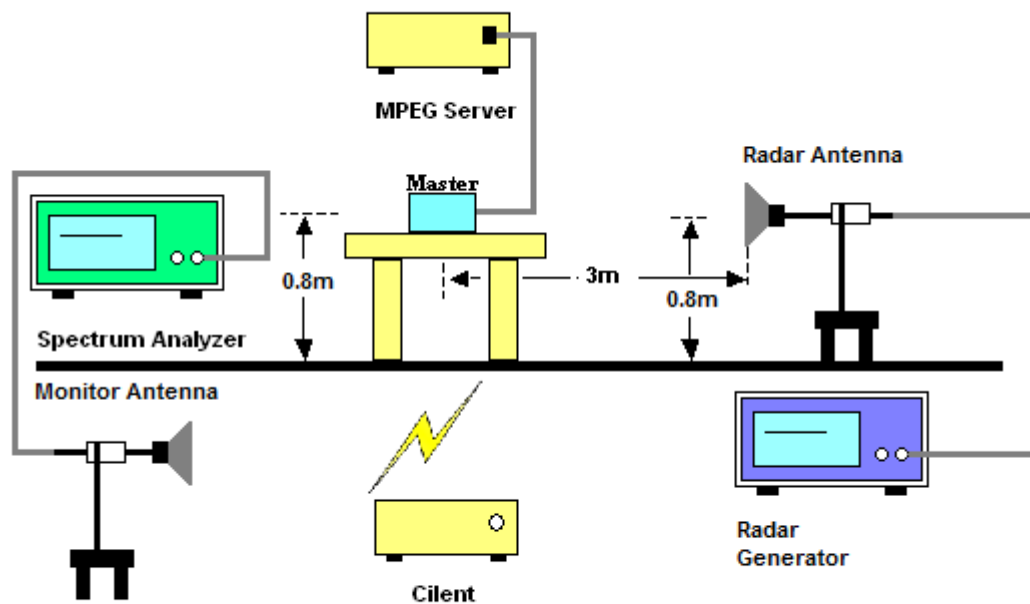 MPEG Server
Radar Antenna
Master
0.8m
3m
0.8m
Spectrum Analyzer
Monitor Antenna
Radar
Generator
Cilent